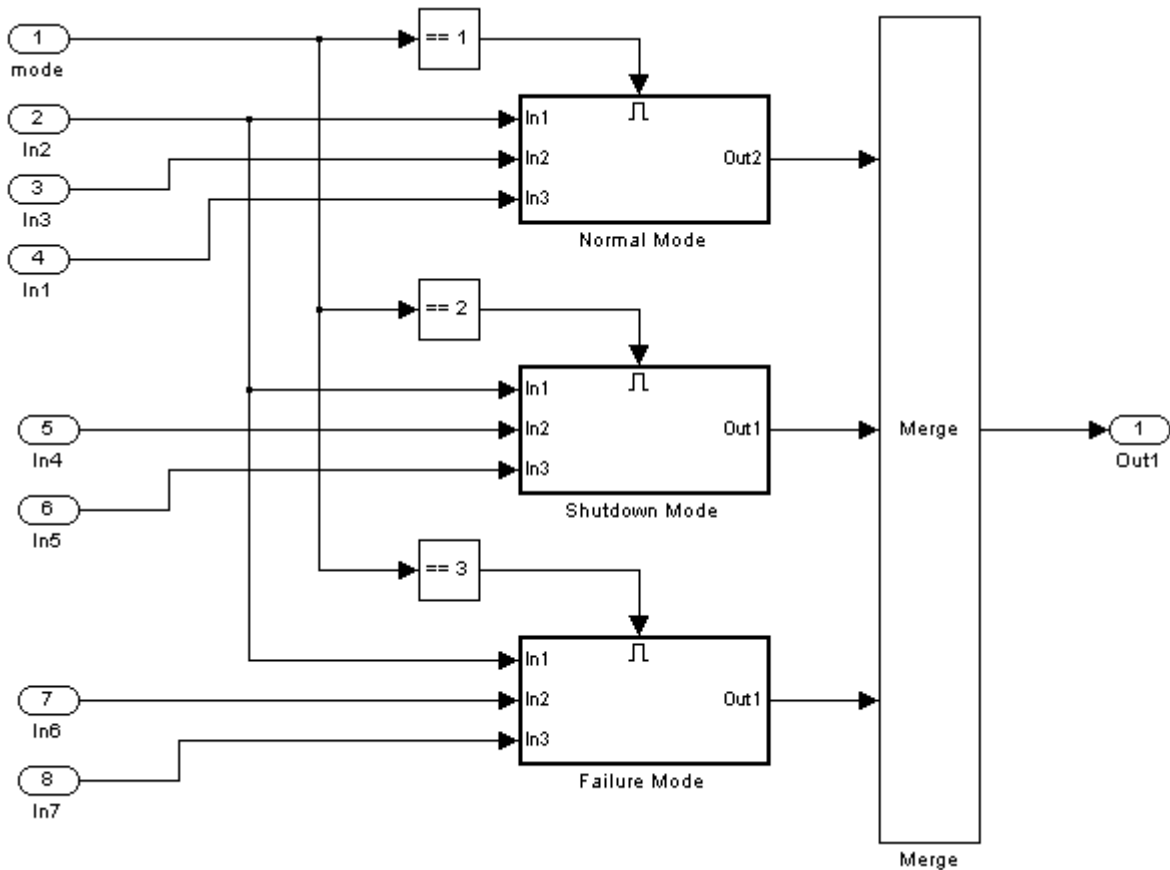 1
mode
== 1
2
In2
3
In3
4
In1
In1
In2
In3
Out2
Normal Mode
== 2
5
In4
6
In5
In1
In2
In3
Out1
Shutdown Mode
== 3
7
In6
8
In7
In1
In2
In3
Out1
Failure Mode
Merge
Merge
1
Out1